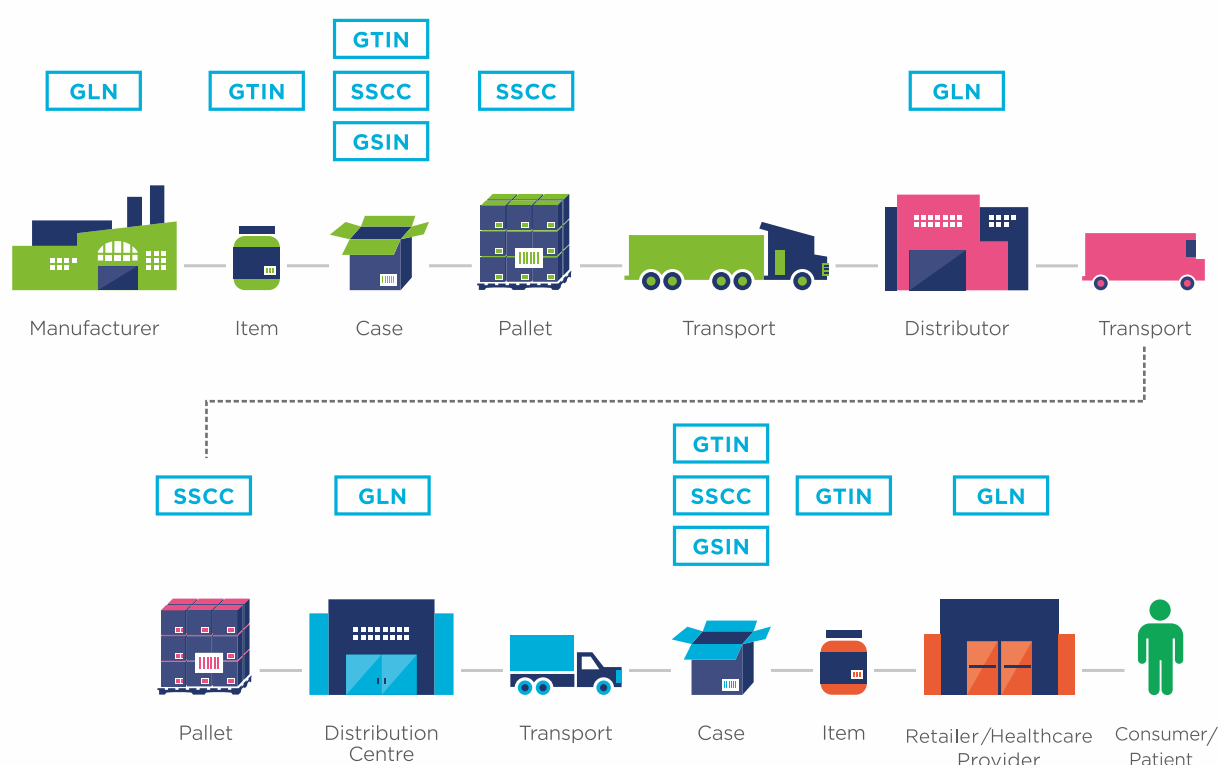 GTIN
GLN GTIN SSCC SSCC GLN
GSIN
Manufacturer Item Case Pallet Transport Distributor Transport
GTIN
SSCC GLN SSCC GTIN GLN
GSIN
Pallet Distribution Transport Case Item Retailer/Healthcare Consumer/
Centre Provider Patient